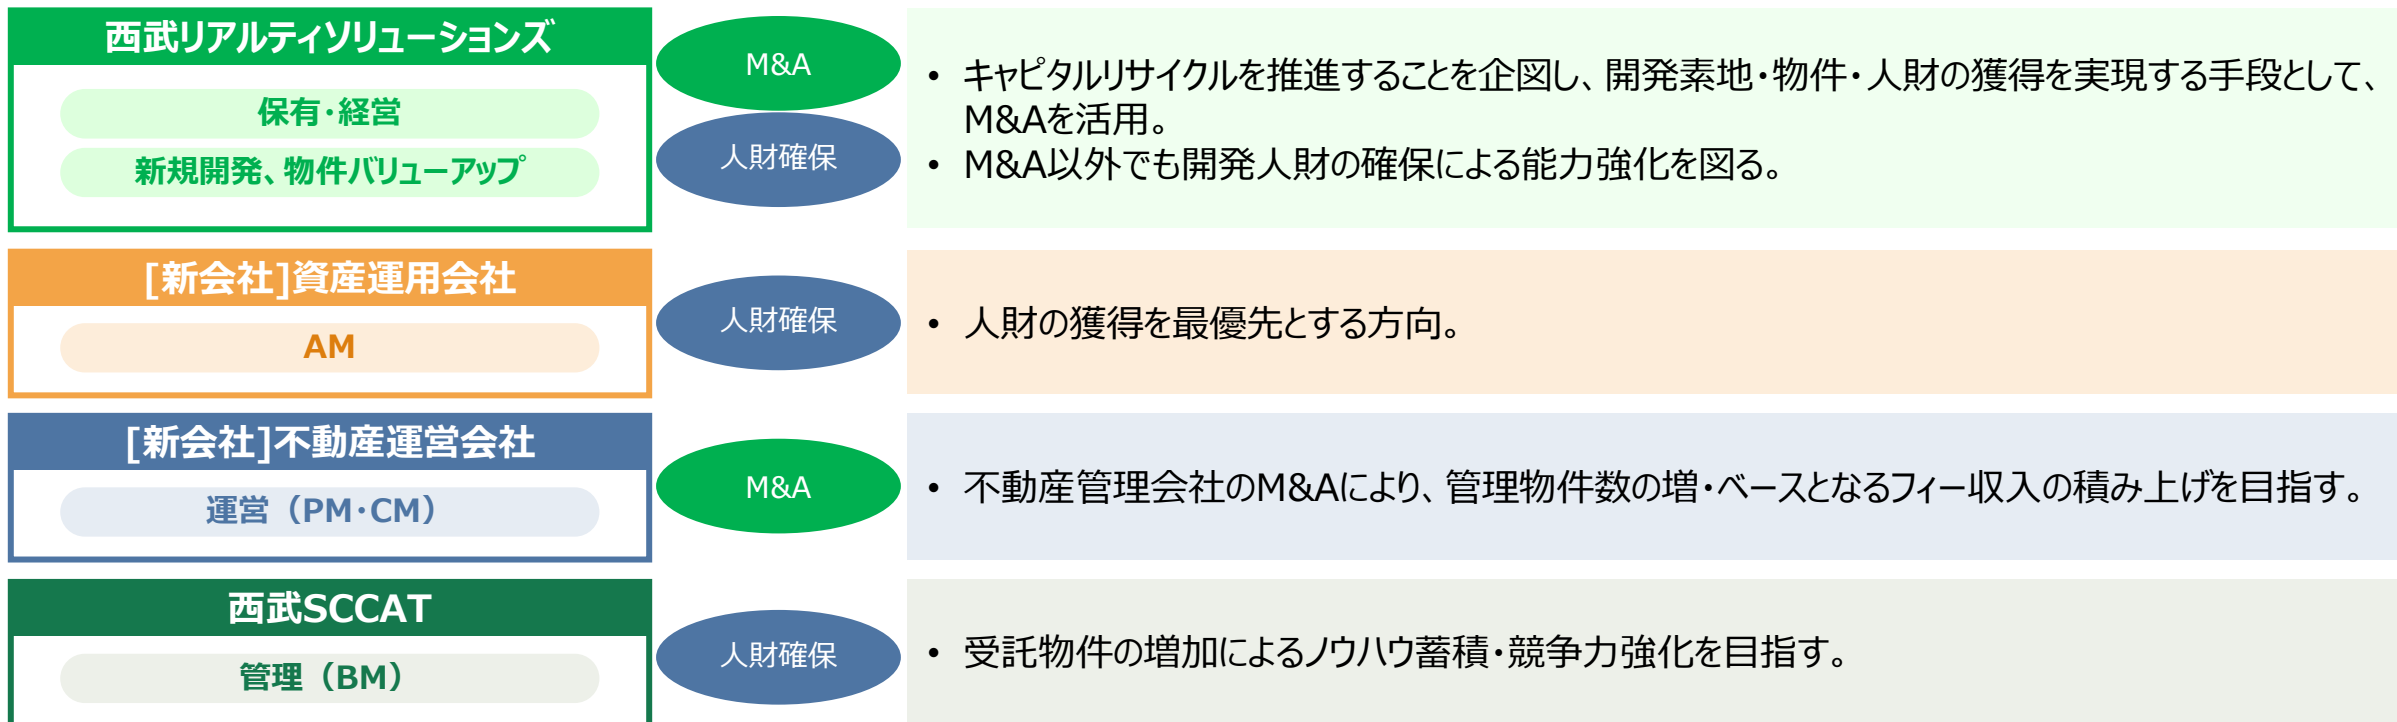 西武リアルティソリューションズ
保有・経営
新規開発、物件バリューアップ
M&A
人財確保
• キャピタルリサイクルを推進することを企図し、開発素地・物件・人財の獲得を実現する手段として、
M&Aを活用。
• M&A以外でも開発人財の確保による能力強化を図る。
[新会社]資産運用会社
AM
人財確保
• 人財の獲得を最優先とする方向。
[新会社]不動産運営会社
運営（PM・CM）
M&A
• 不動産管理会社のM&Aにより、管理物件数の増・ベースとなるフィー収入の積み上げを目指す。
西武SCCAT
管理（BM）
人財確保
• 受託物件の増加によるノウハウ蓄積・競争力強化を目指す。